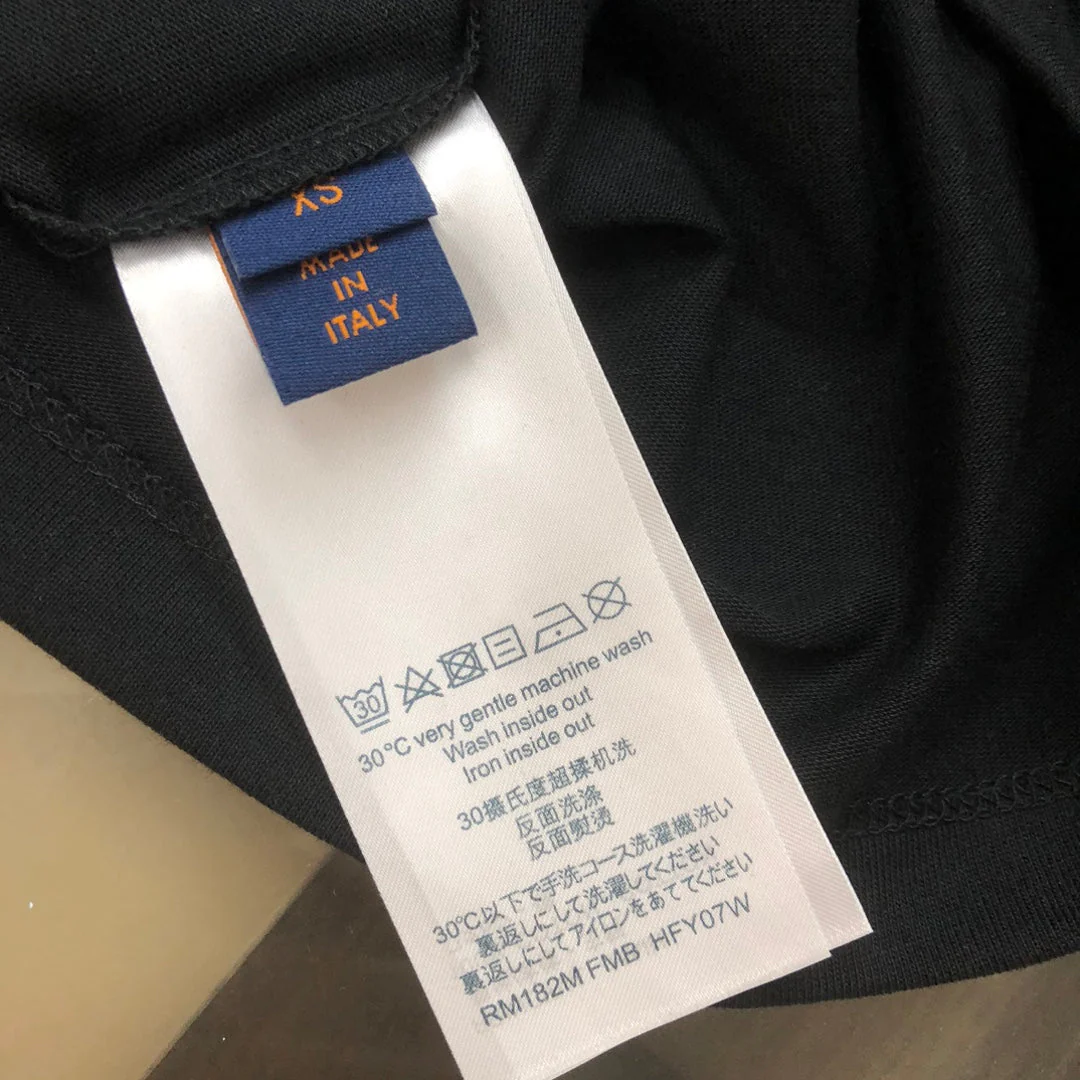 XS
MADE
IN
ITALY
30
30°C very gentle machine wash
Wash inside out
Iron inside out
30摄氏度超揉机洗
反面洗涤
反面熨烫
30℃以下で手洗コース洗濯機洗い
裏返しにして洗濯してください
裏返しにしてアイロンをあててください
RM182M FMB HFY07W